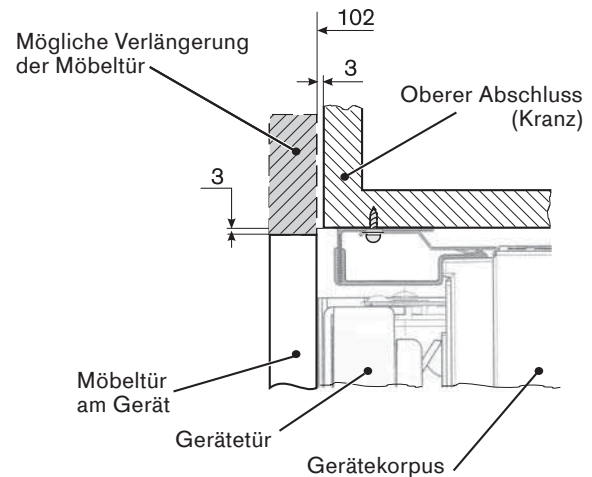 102
Mögliche Verlängerung
der Möbeltür
3
Oberer Abschluss
(Kranz)
3
Möbeltür
am Gerät
Gerätetür
Gerätekorpus